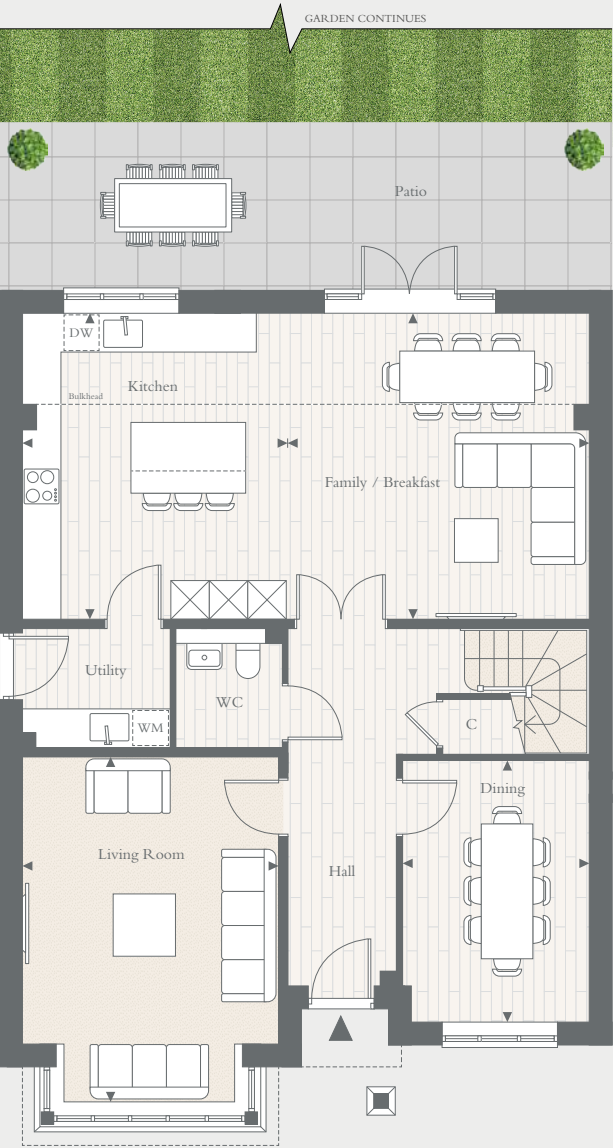 GARDEN CONTINUES
Patio
DW
Kitchen
Bulkhead
Family / Breakfast
Utility
WC
WM
C
Dining
Living Room
Hall